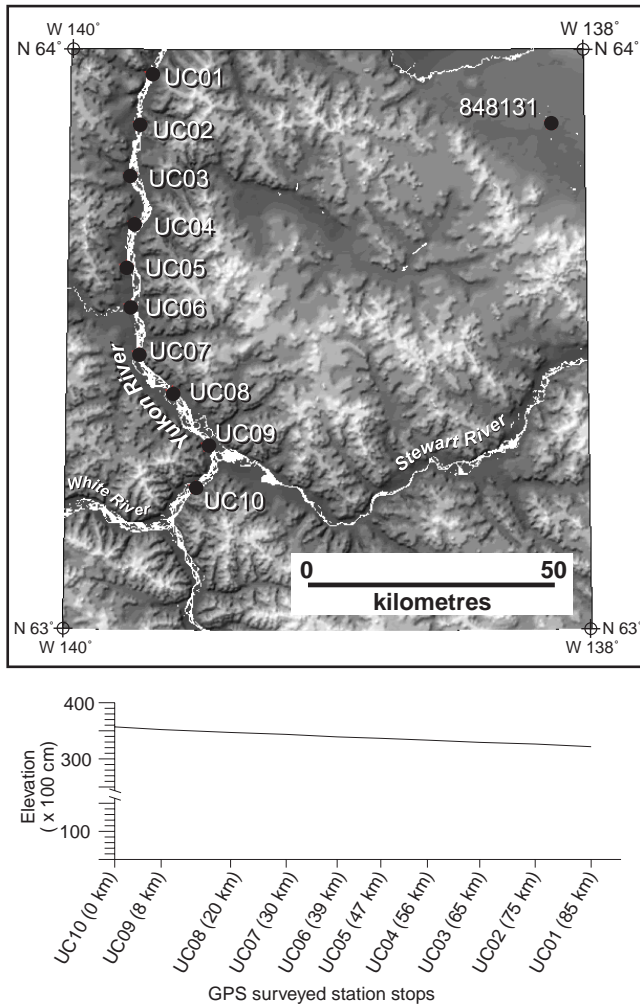 W 140°
W 138°
N 64°
N 64°
UC01
848131
UC02
UC03
UC04
UC05
UC06
UC07
UC08
Yukon River
UC09
Stewart River
White River
UC10
0 50
kilometres
N 63°
N 63°
W 140°
W 138°
400
300
100
Elevation
( x 100 cm)
UC10 (0 km)
UC09 (8 km)
UC08 (20 km)
UC07 (30 km)
UC06 (39 km)
UC05 (47 km)
UC04 (56 km)
UC03 (65 km)
UC02 (75 km)
UC01 (85 km)
GPS surveyed station stops